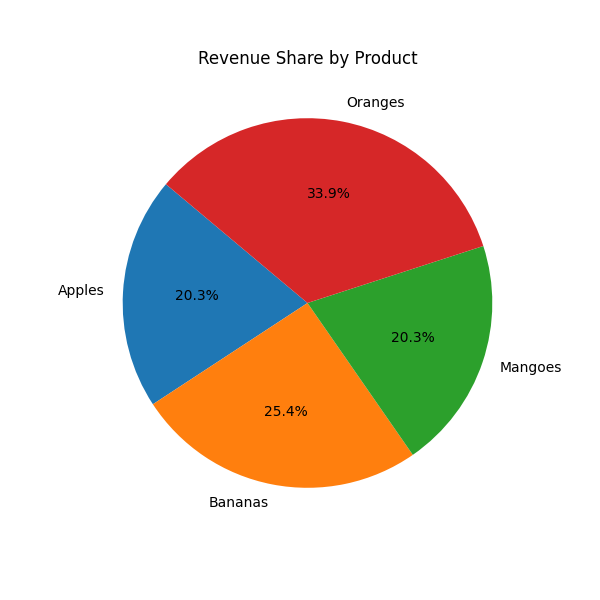 Revenue Share by Product
Oranges
33.9%
Apples
20.3%
20.3%
Mangoes
25.4%
Bananas